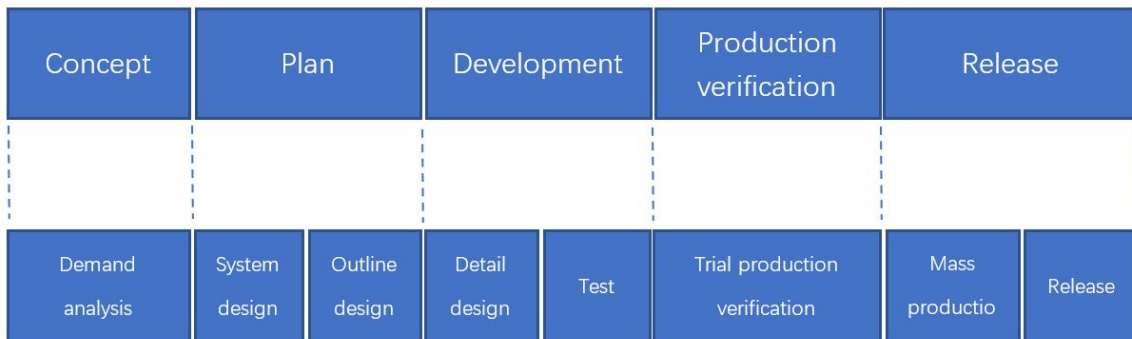 Concept
Plan
Development
Production
verification
Release
Demand
analysis
System
design
Outline
design
Detail
design
Test
Trial production
verification
Mass
productio
Release